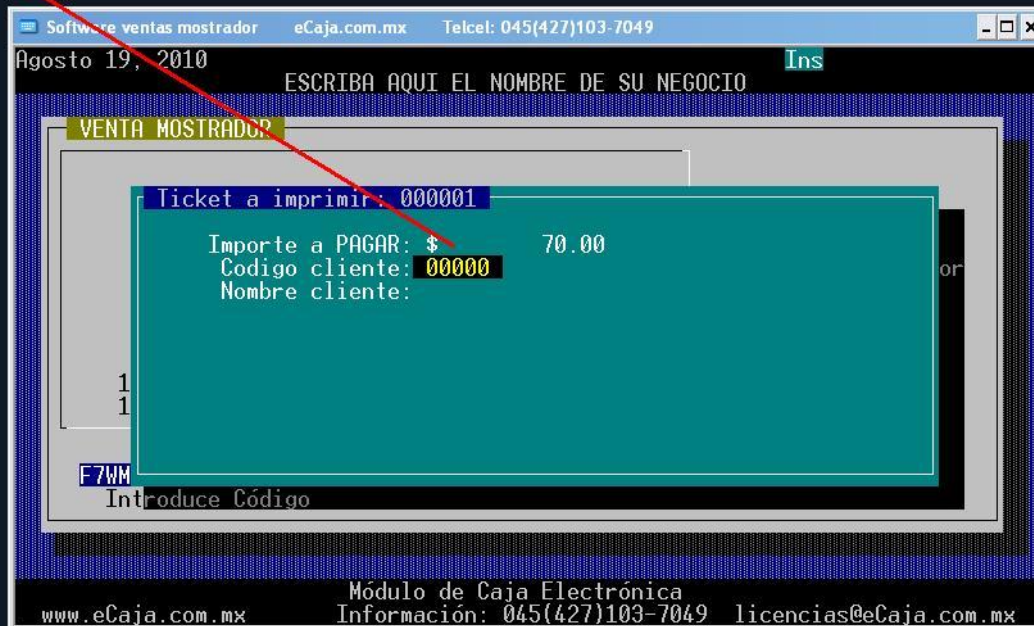 Software ventas mostrador eCaja.com.mx Telcel: 045(427)103-7049
Agosto 19, 2010 Ins
ESCRIBA AQUI EL NOMBRE DE SU NEGOCIO
VENTA MOSTRADOR
Ticket a imprimir: 000001
Importe a PAGAR: $ 70.00
Codigo cliente: 00000
or
Nombre cliente:
1
1
F7WM
Introduce Código
Módulo de Caja Electrónica
www.eCaja.com.mx Información: 045(427)103-7049 licencias@eCaja.com.mx